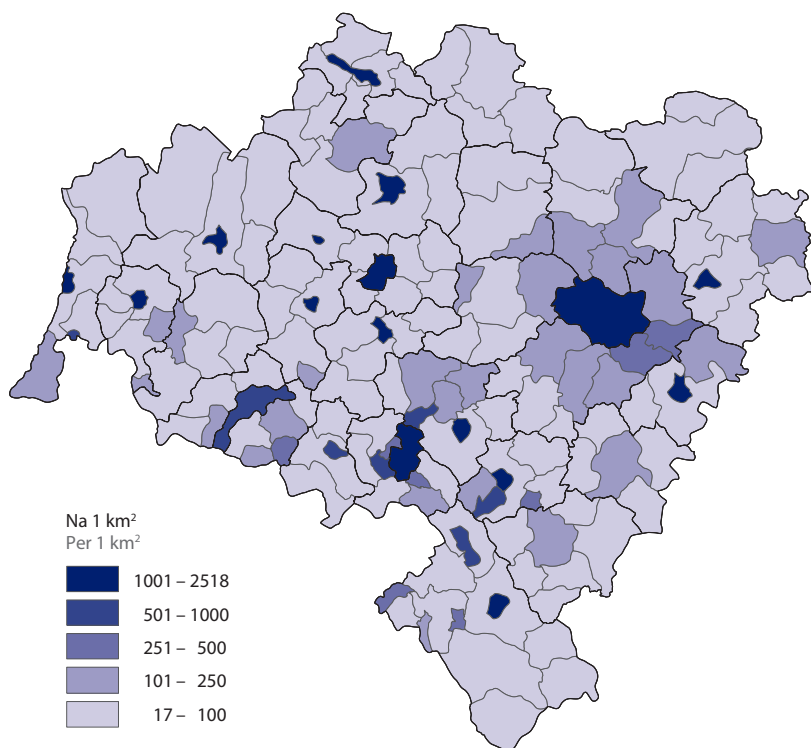 Na 1 km²
Per 1 km²
1001 – 2518
501 – 1000
251 – 500
101 – 250
17 – 100